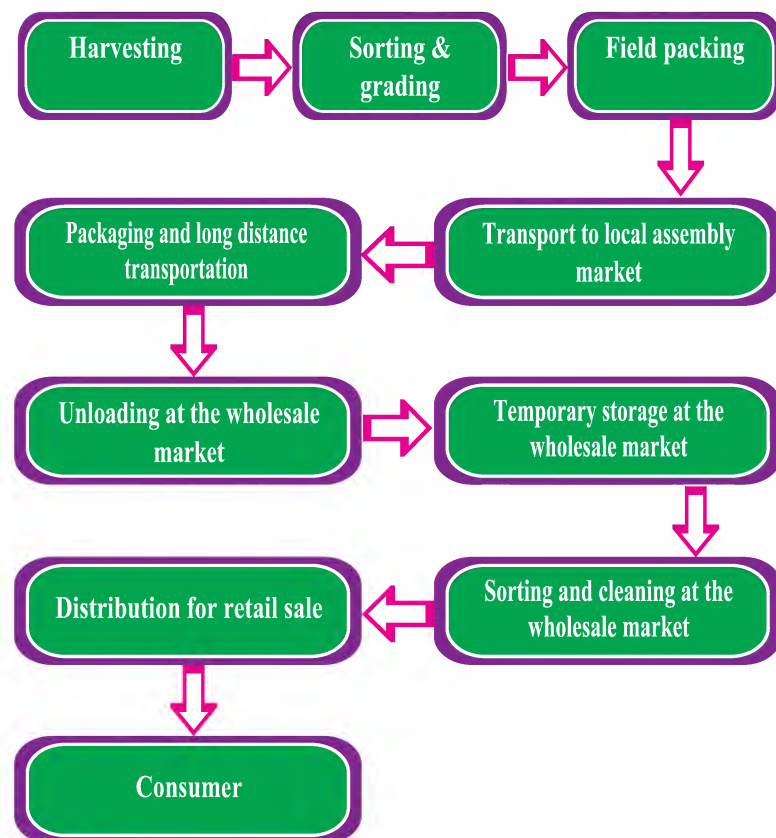 Harvesting
Sorting &
grading
Field packing
Transport to local assembly
market
Packaging and long distance
transportation
Unloading at the wholesale
market
Temporary storage at the
wholesale market
Sorting and cleaning at the
wholesale market
Distribution for retail sale
Consumer